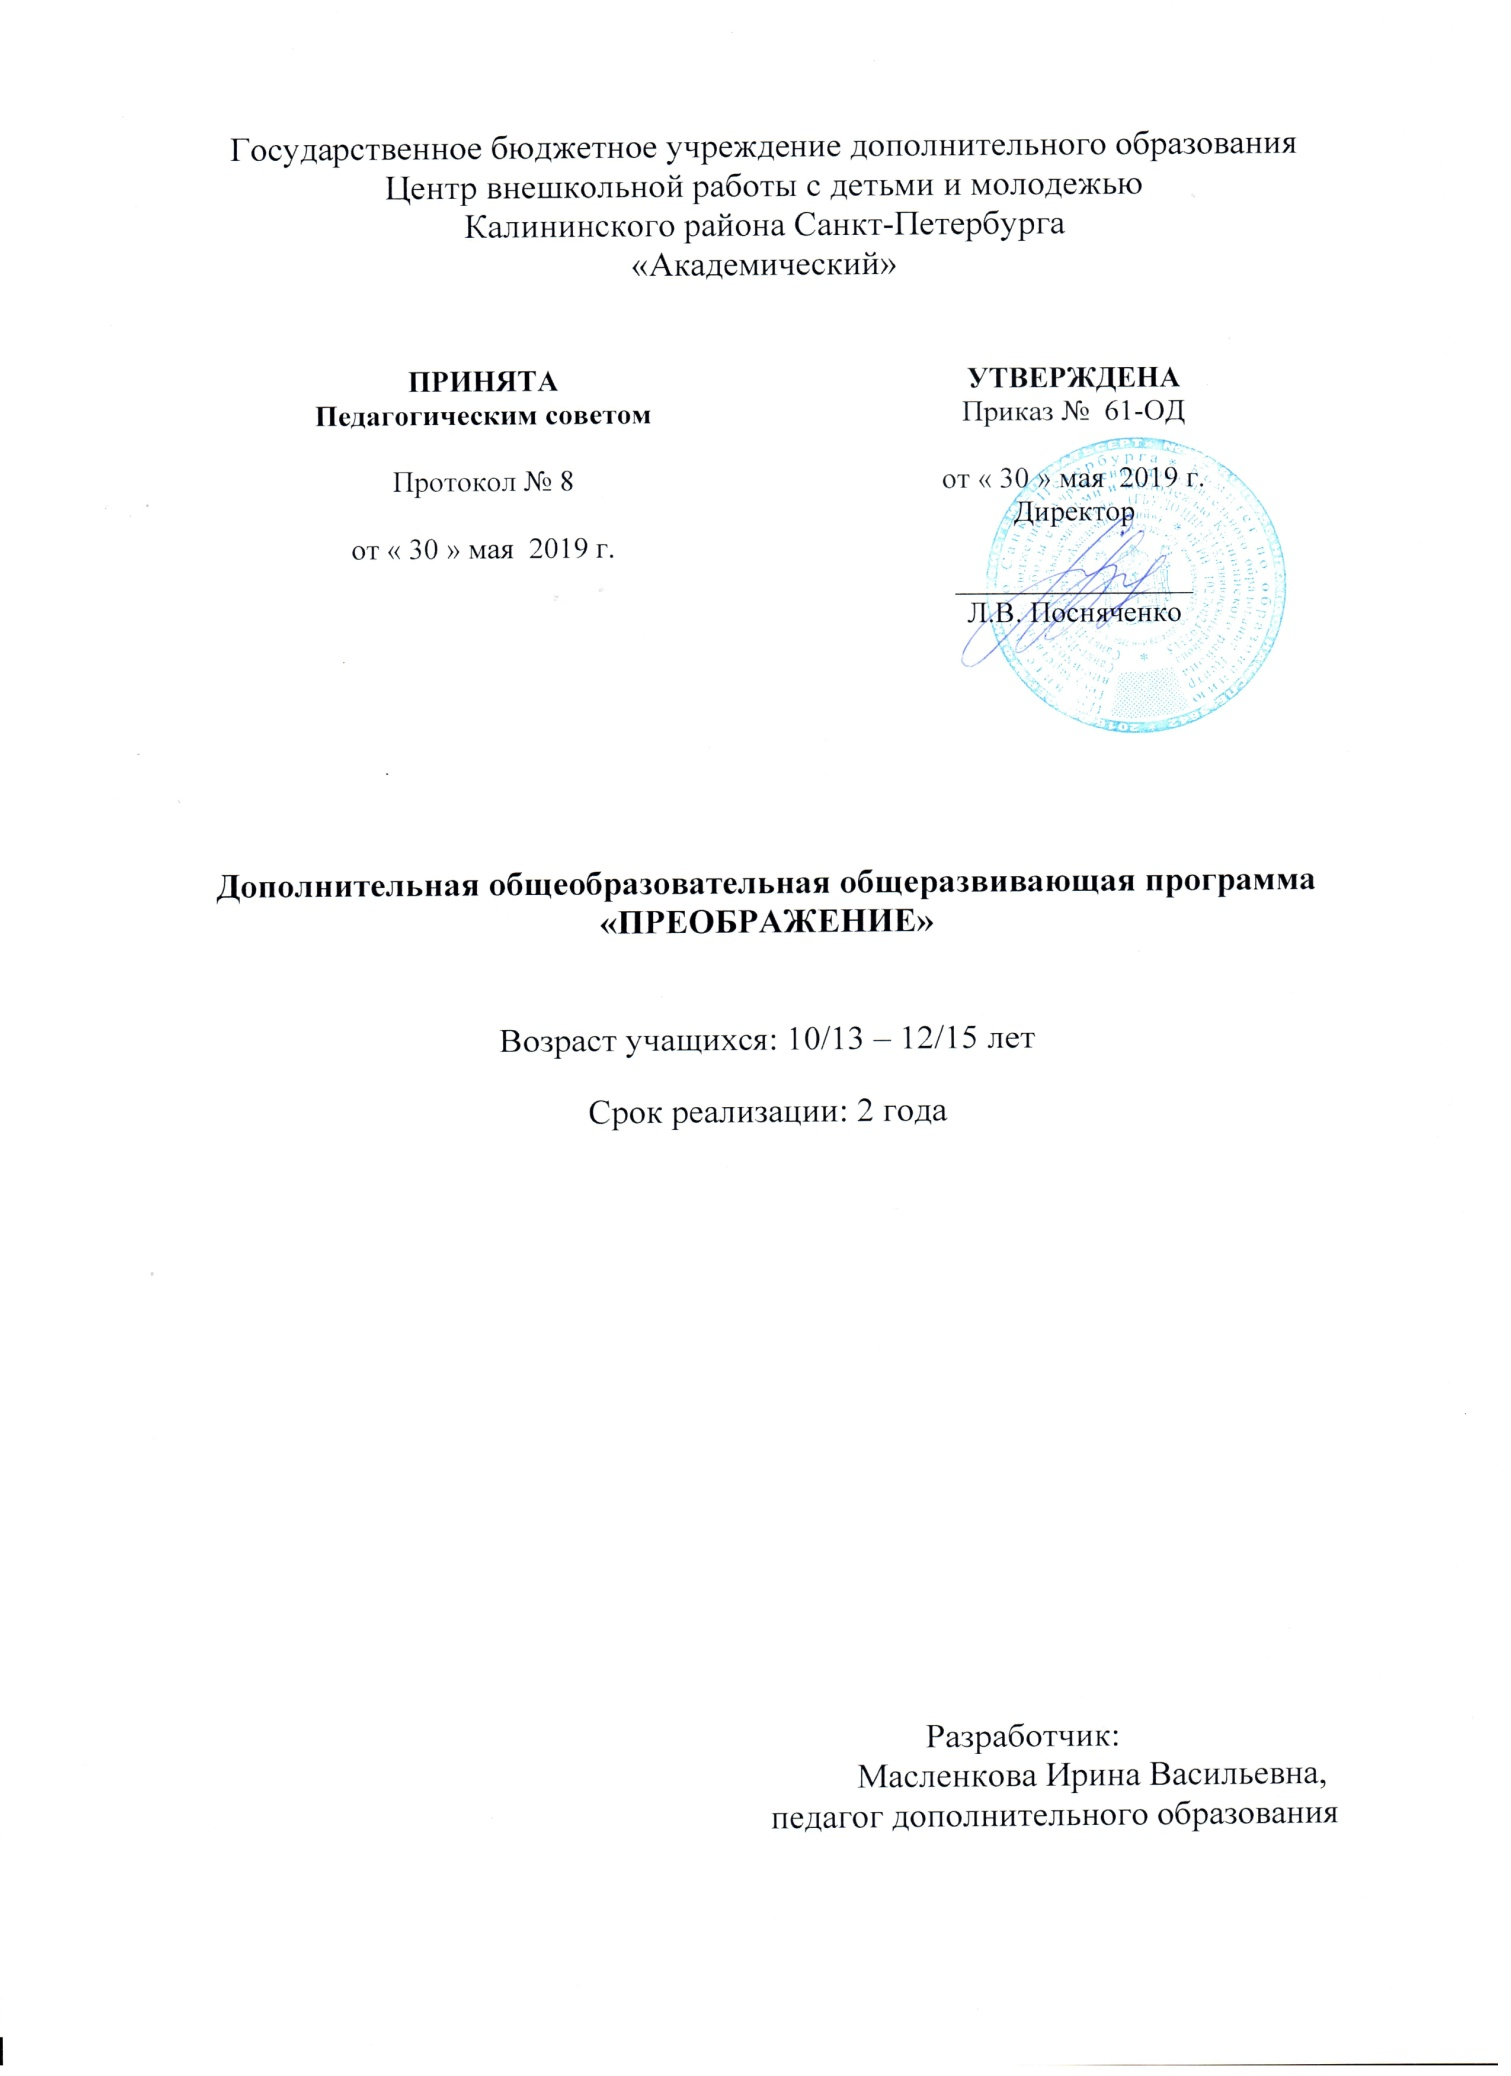 Государственное бюджетное учреждение дополнительного образования
Центр внешкольной работы с детьми и молодежью
Калининского района Санкт-Петербурга
«Академический»
ПРИНЯТА
Педагогическим советом
Протокол № 8
от « 30 » мая 2019 г.
УТВЕРЖДЕНА
Приказ № 61-ОД
от « 30 » мая 2019 г.
Директор
Л.В. Посняченко
Дополнительная общеобразовательная общеразвивающая программа
«ПРЕОБРАЖЕНИЕ»
Возраст учащихся: 10/13 – 12/15 лет
Срок реализации: 2 года
Разработчик:
Масленкова Ирина Васильевна,
педагог дополнительного образования